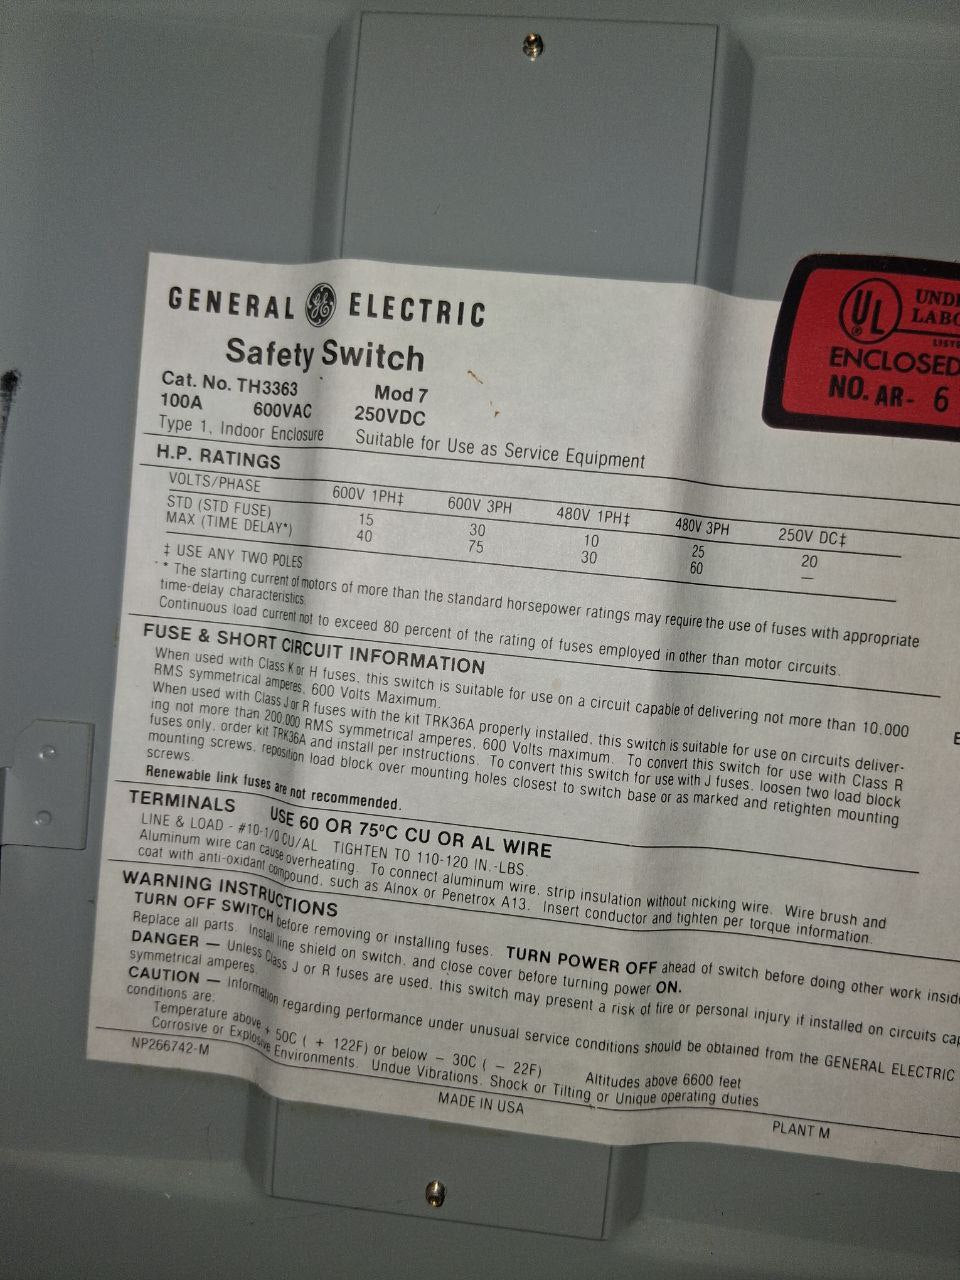 GENERAL GE ELECTRIC
Safety Switch
Cat. No. TH3363 Mod 7
100A 600VAC 250VDC
Type 1, Indoor Enclosure Suitable for Use as Service Equipment
UL
®
UNDE
LABO
LISTE
ENCLOSED
NO. AR- 6
H.P. RATINGS
VOLTS/PHASE 600V 1PH‡ 600V 3PH 480V 1PH‡ 480V 3PH 250V DC‡
STD (STD FUSE) 15 30 10 25 20
MAX (TIME DELAY*) 40 75 30 60 —
‡ USE ANY TWO POLES
* The starting current of motors of more than the standard horsepower ratings may require the use of fuses with appropriate
time-delay characteristics.
Continuous load current not to exceed 80 percent of the rating of fuses employed in other than motor circuits.
FUSE & SHORT CIRCUIT INFORMATION
When used with Class K or H fuses, this switch is suitable for use on a circuit capable of delivering not more than 10,000
RMS symmetrical amperes, 600 Volts Maximum.
When used with Class J or R fuses with the kit TRK36A properly installed, this switch is suitable for use on circuits deliver-
ing not more than 200,000 RMS symmetrical amperes, 600 Volts maximum. To convert this switch for use with Class R
fuses only, order kit TRK36A and install per instructions. To convert this switch for use with J fuses, loosen two load block
mounting screws, reposition load block over mounting holes closest to switch base or as marked and retighten mounting
screws.
Renewable link fuses are not recommended.
E
TERMINALS USE 60 OR 75ºC CU OR AL WIRE
LINE & LOAD - #10-1/0 CU/AL TIGHTEN TO 110-120 IN.-LBS.
Aluminum wire can cause overheating. To connect aluminum wire, strip insulation without nicking wire. Wire brush and
coat with anti-oxidant compound, such as Alnox or Penetrox A13. Insert conductor and tighten per torque information.
WARNING INSTRUCTIONS
TURN OFF SWITCH before removing or installing fuses. TURN POWER OFF ahead of switch before doing other work insid
Replace all parts. Install line shield on switch, and close cover before turning power ON.
DANGER — Unless Class J or R fuses are used, this switch may present a risk of fire or personal injury if installed on circuits cap
symmetrical amperes.
CAUTION — Information regarding performance under unusual service conditions should be obtained from the GENERAL ELECTRIC
conditions are:
Temperature above + 50C ( + 122F) or below - 30C ( - 22F) Altitudes above 6600 feet
Corrosive or Explosive Environments. Undue Vibrations, Shock or Tilting or Unique operating duties
NP266742-M MADE IN USA PLANT M